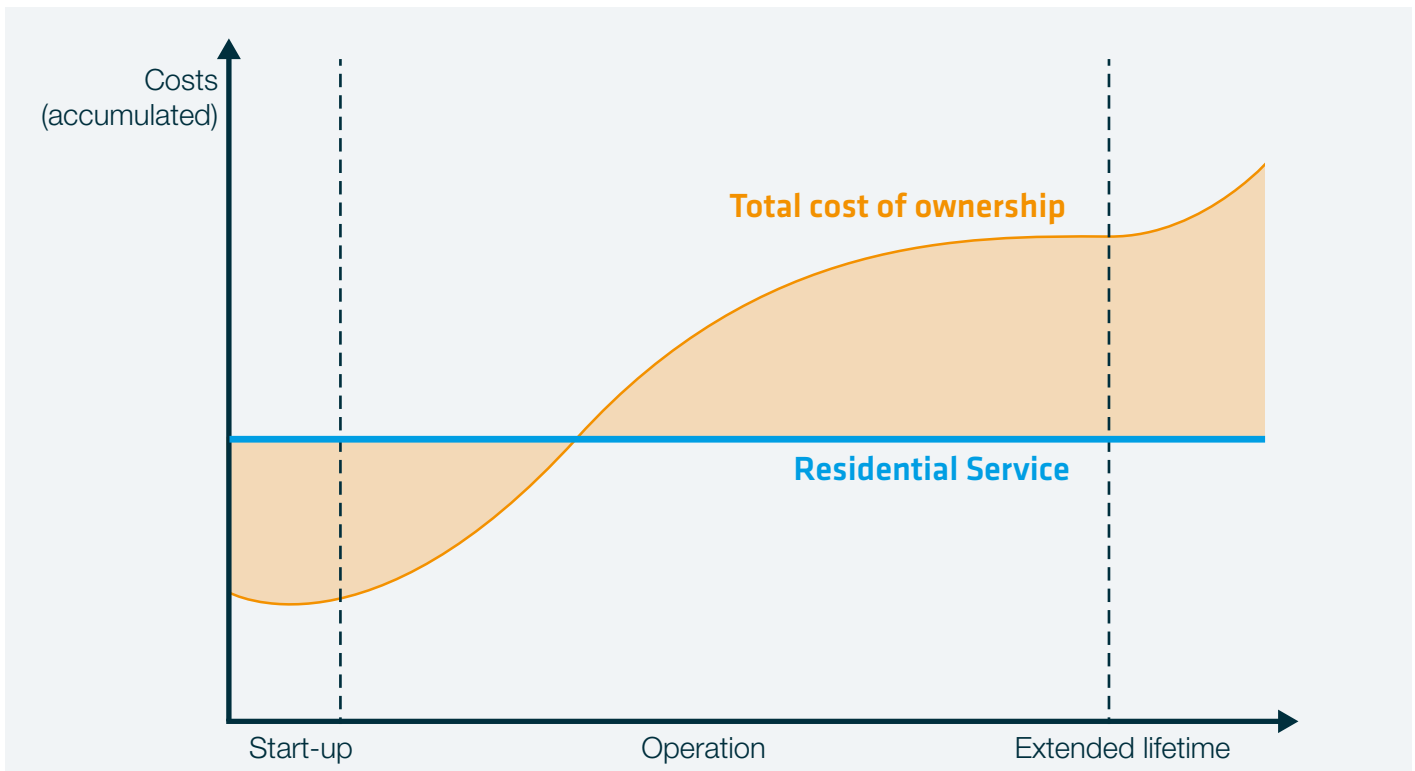 Costs
(accumulated)
Total cost of ownership
Residential Service
Start-up
Operation
Extended lifetime